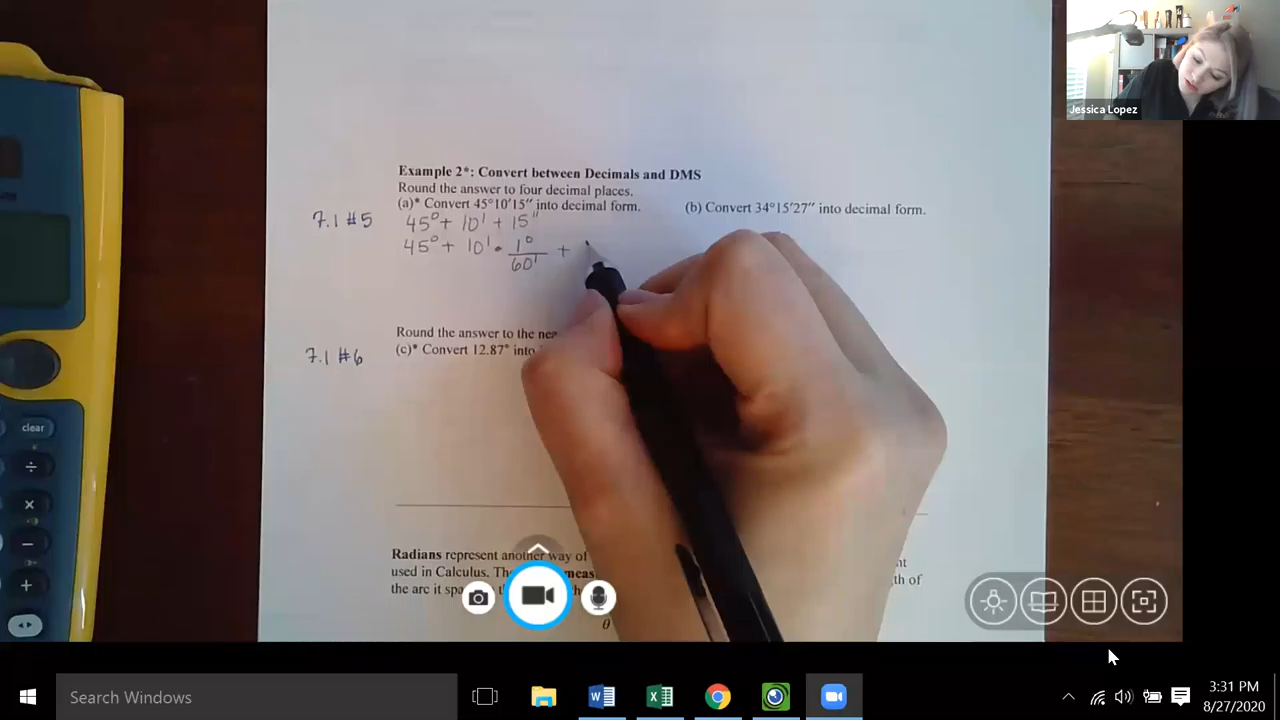 Jessica Lopez
Example 2*: Convert between Decimals and DMS
Round the answer to four decimal places.
(a)* Convert 45°10′15″ into decimal form.
(b) Convert 34°15′27″ into decimal form.
7.1 #5
45° + 10' + 15"
45° + 10' • 1°/60' +
Round the answer to the
7.1 #6
(c)* Convert 12.87° into
Radians represent another way of
used in Calculus.
the arc it
th of
θ
clear
÷
×
−
+
Search Windows
3:31 PM
8/27/2020